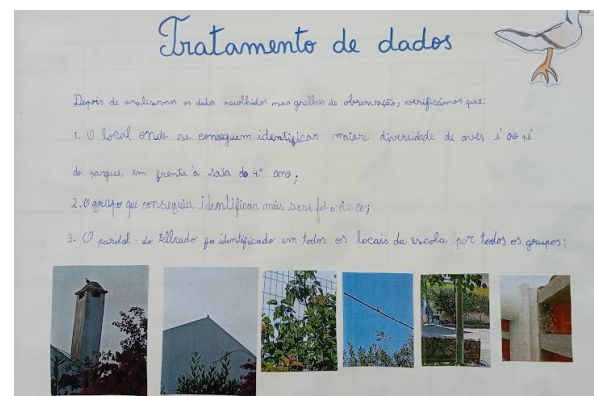 Tratamento de dados
Depois de analisarmos os dados recolhidos nas grelhas de observação, verificámos que:
1. O local onde se conseguem identificar maior diversidade de aves é ao pé
do parque, em frente à sala do 4.º ano;
2. O grupo que conseguiu identificar mais sons foi o cinco;
3. O pardal-do telhado foi identificado em todos os locais da escola por todos os grupos;